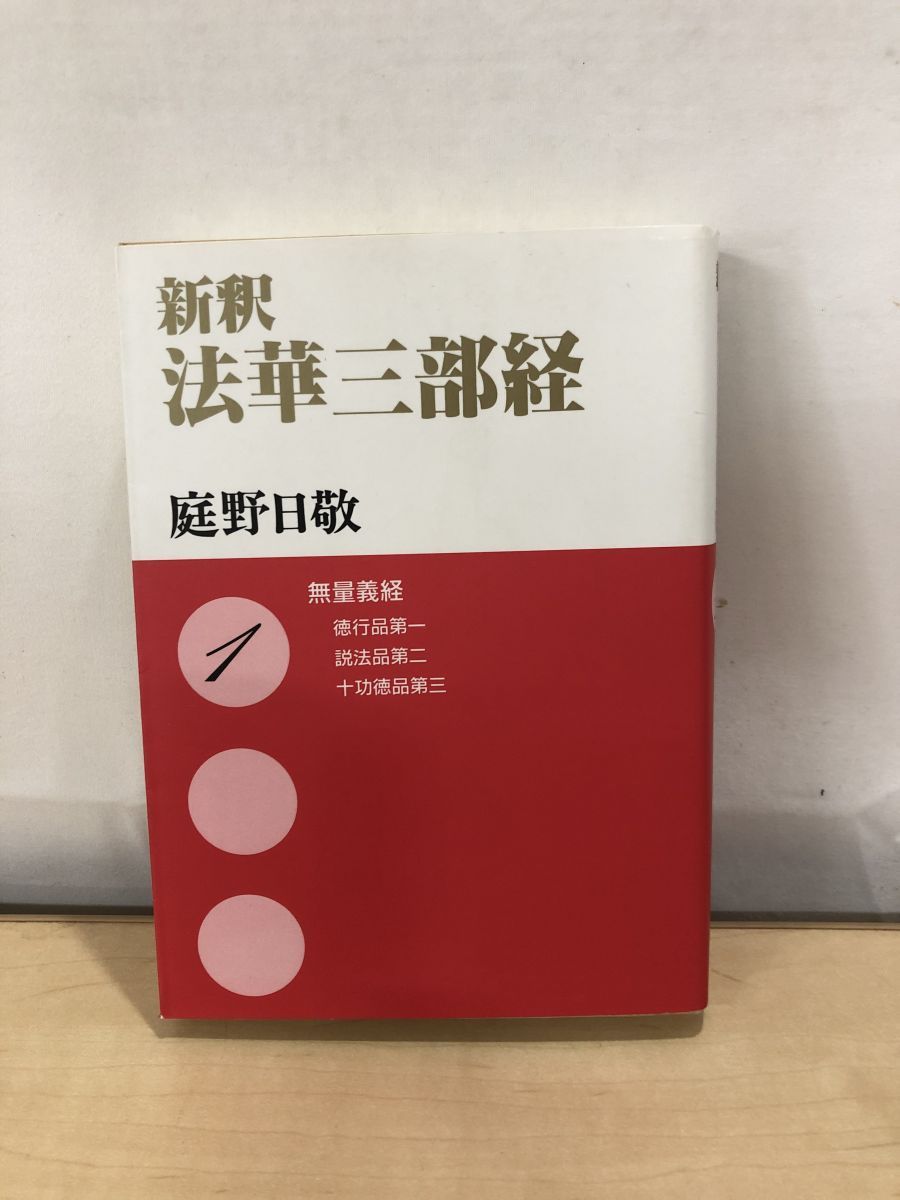 新釈
法華三部経
庭野日敬
1
無量義経
徳行品第一
説法品第二
十功徳品第三